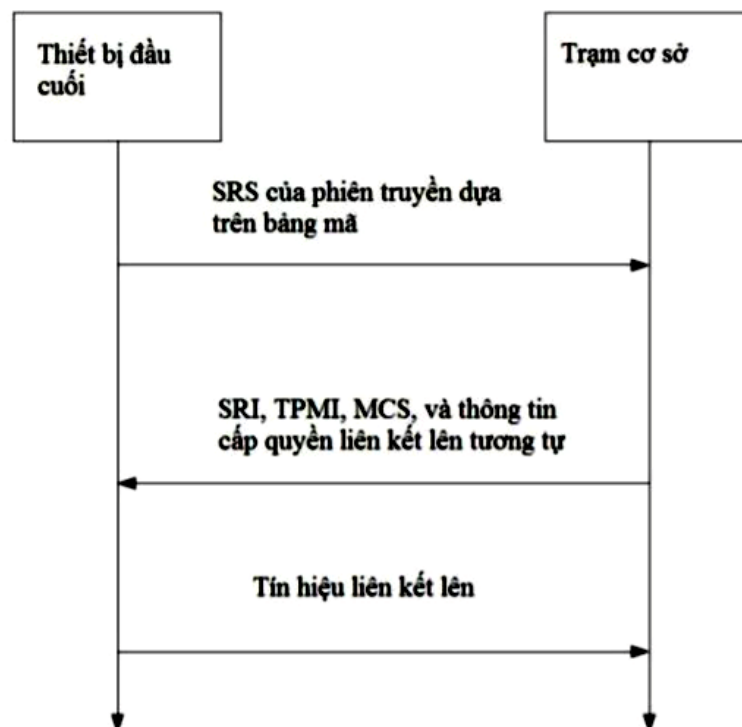 Thiết bị đầu
cuối
Trạm cơ sở
SRS của phiên truyền dựa
trên bảng mã
SRI, TPMI, MCS, và thông tin
cấp quyền liên kết lên tương tự
Tín hiệu liên kết lên